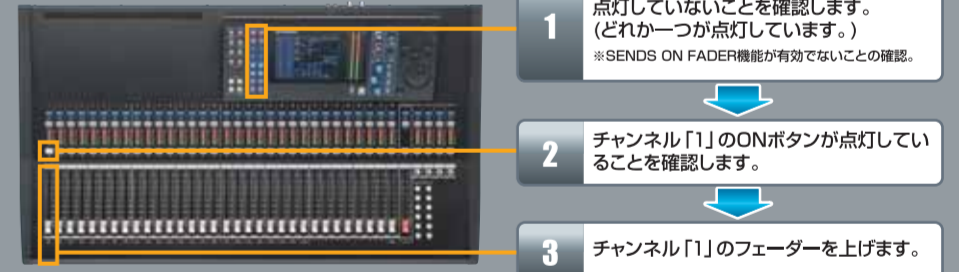 1
点灯していないことを確認します。
(どれか一つが点灯しています。)
※SENDS ON FADER機能が有効でないことの確認。
2
チャンネル「1」のONボタンが点灯してい
ることを確認します。
3
チャンネル「1」のフェーダーを上げます。